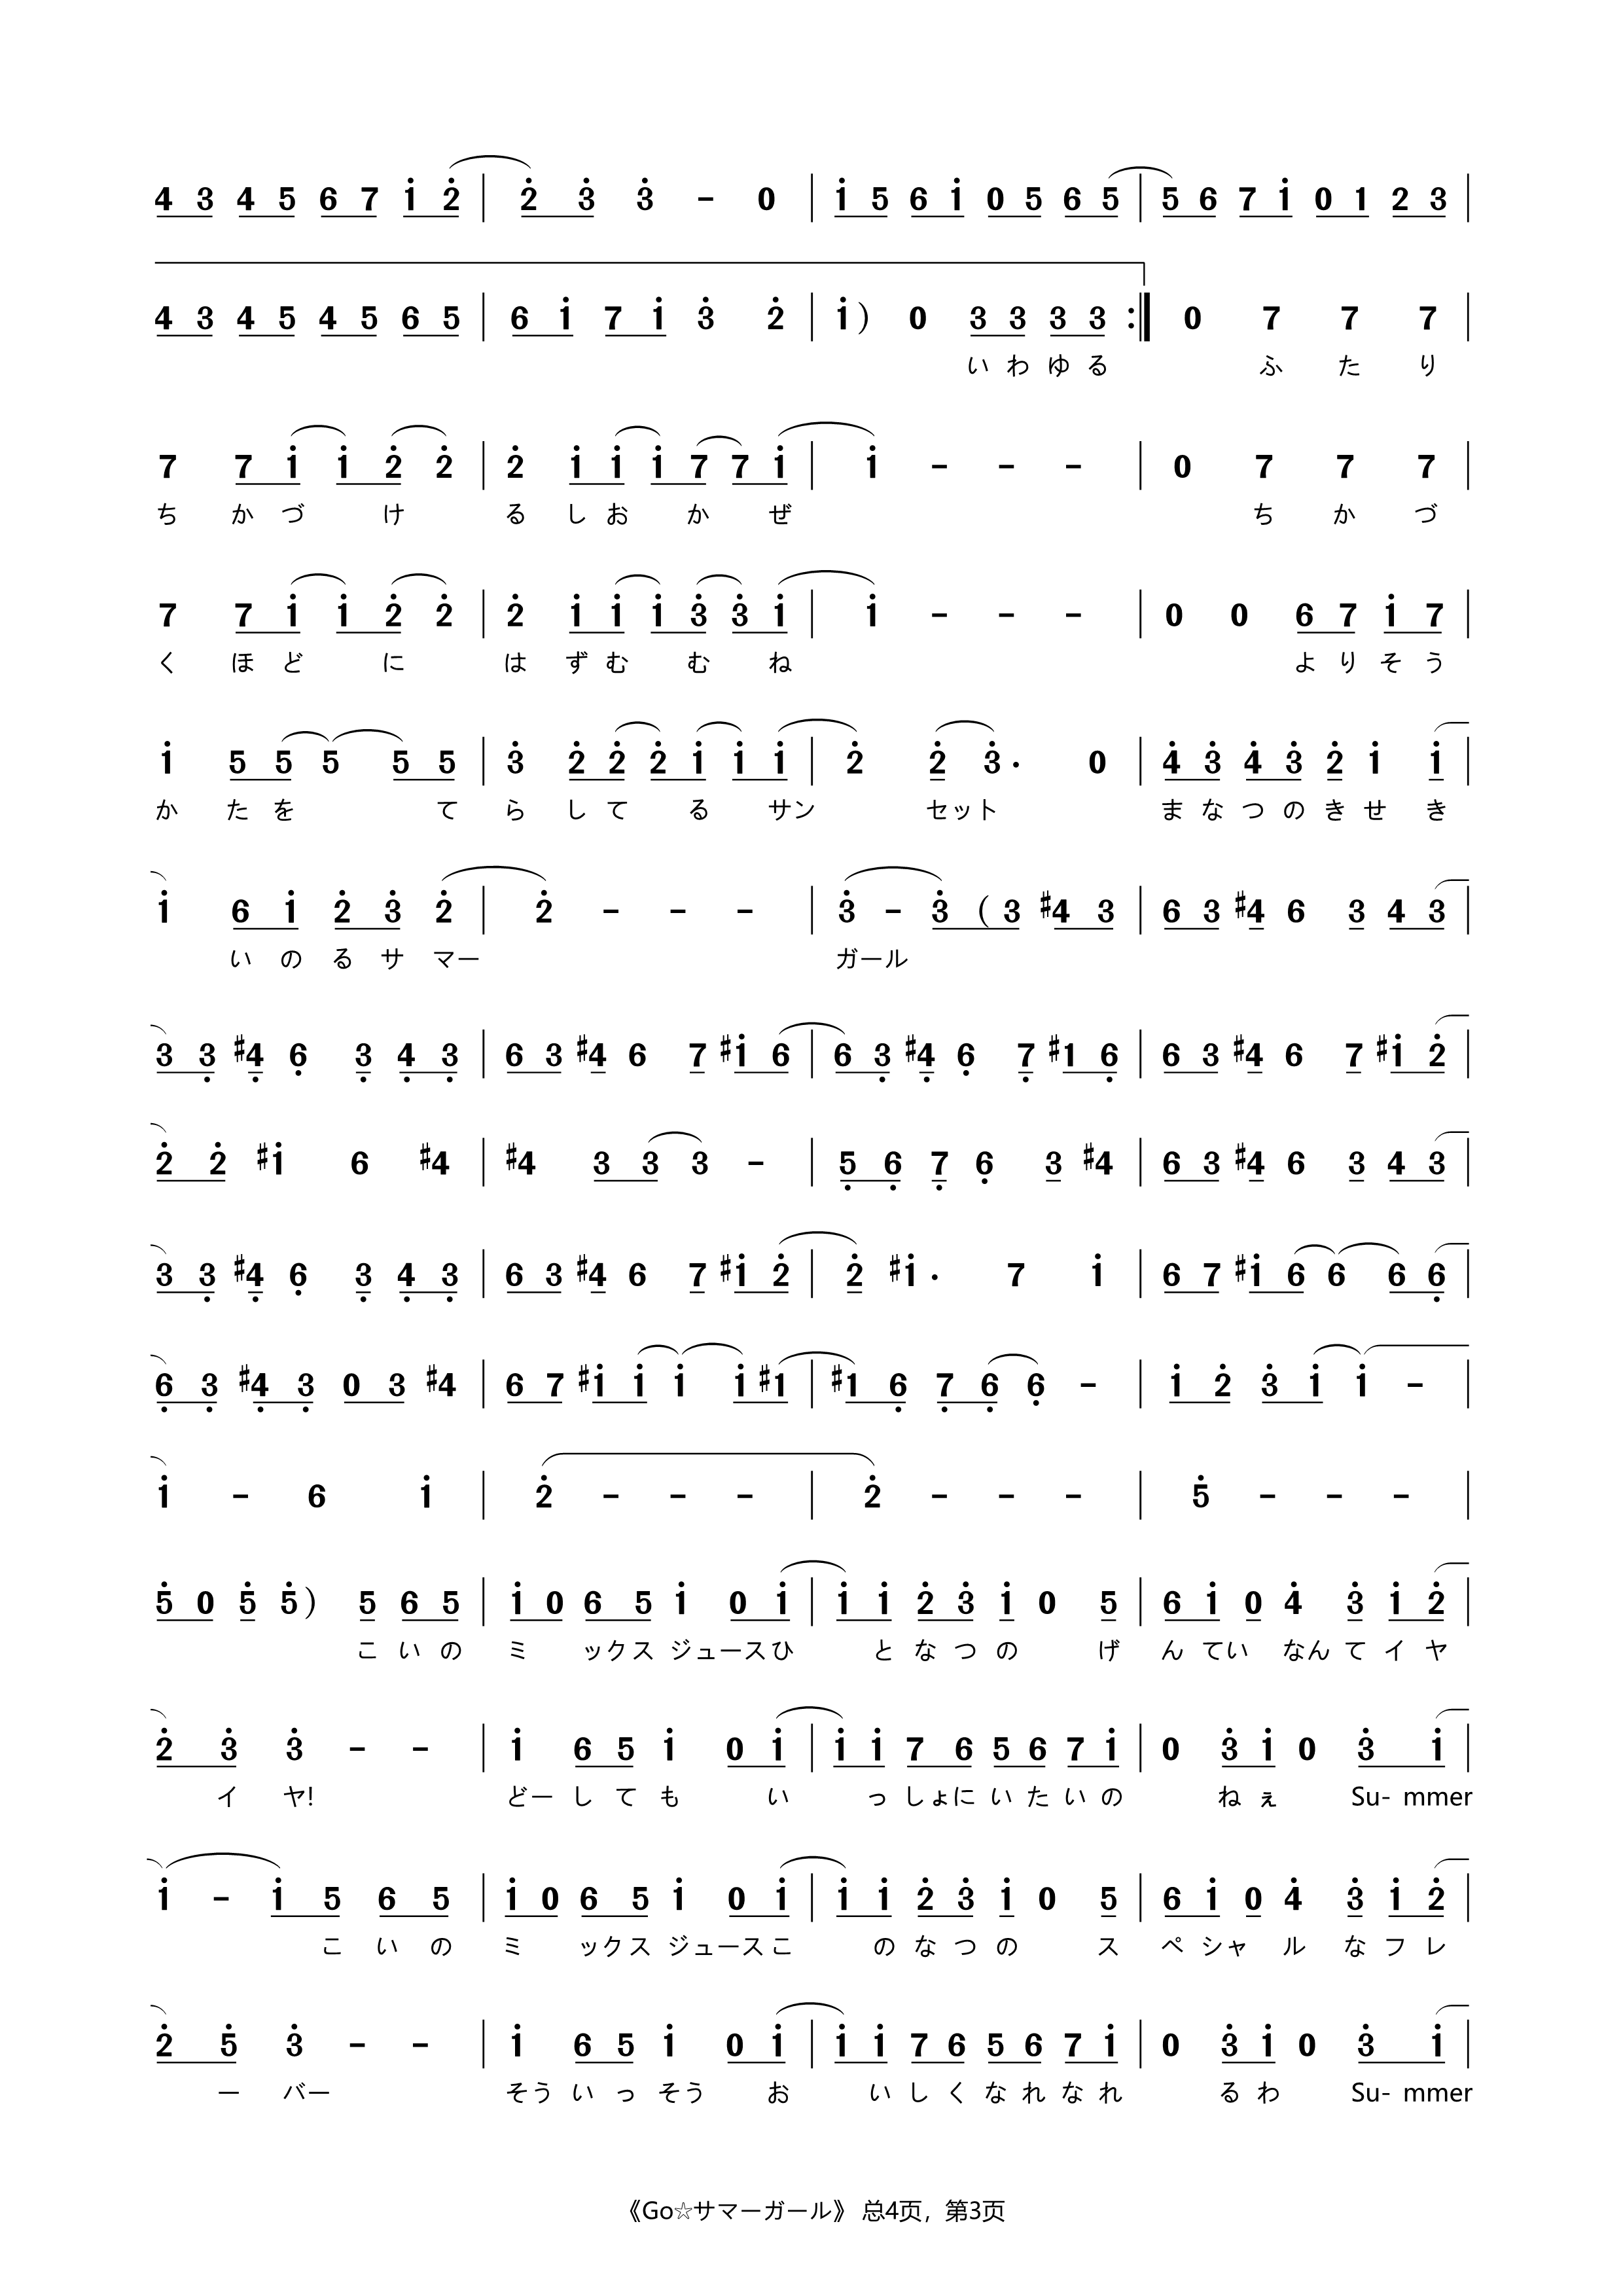 4 3 4 5 6 7 i 2 | 2 3 3 - 0 | i 5 6 i 0 5 6 5 | 5 6 7 i 0 1 2 3 |
4 3 4 5 4 5 6 5 | 6 i 7 i 3 2 | i ) 0 3 3 3 3 :| 0 7 7 7 |
い わ ゆ る ふ た り
7 7 i i 2 2 | 2 i i i 7 7 i | i - - - | 0 7 7 7 |
ち か づ け る し お か ぜ ち か づ
7 7 i i 2 2 | 2 i i i 3 3 i | i - - - | 0 0 6 7 i 7 |
く ほ ど に は ず む む ね よ り そ う
i 5 5 5 5 5 | 3 2 2 2 i i i | 2 2 3 · 0 | 4 3 4 3 2 i i |
か た を て ら し て る サン セット ま な つ の き せ き
i 6 i 2 3 2 | 2 - - - | 3 - 3 ( 3 #4 3 | 6 3 #4 6 3 4 3 |
い の る サ マー ガール
3 3 #4 6 3 4 3 | 6 3 #4 6 7 #i 6 | 6 3 #4 6 7 #1 6 | 6 3 #4 6 7 #i 2 |
2 2 #i 6 #4 | #4 3 3 3 - | 5 6 7 6 3 #4 | 6 3 #4 6 3 4 3 |
3 3 #4 6 3 4 3 | 6 3 #4 6 7 #i 2 | 2 #i · 7 i | 6 7 #i 6 6 6 6 |
6 3 #4 3 0 3 #4 | 6 7 #i i i i #1 | #1 6 7 6 6 - | i 2 3 i i - |
i - 6 i | 2 - - - | 2 - - - | 5 - - - |
5 0 5 5 ) 5 6 5 | i 0 6 5 i 0 i | i i 2 3 i 0 5 | 6 i 0 4 3 i 2 |
こ い の ミ ックス ジュースひ と な つ の げ ん てい なん て イ ヤ
2 3 3 - - | i 6 5 i 0 i | i i 7 6 5 6 7 i | 0 3 i 0 3 i |
イ ヤ! どー し て も い っ しょに い た い の ね ぇ Su- mmer
i - i 5 6 5 | i 0 6 5 i 0 i | i i 2 3 i 0 5 | 6 i 0 4 3 i 2 |
こ い の ミ ックス ジュース こ の な つ の ス ペ シャ ル な フ レ
2 5 3 - - | i 6 5 i 0 i | i i 7 6 5 6 7 i | 0 3 i 0 3 i |
ー バー そう い っ そう お い し く な れ な れ る わ Su- mmer
《Go☆サマーガール》 总4页，第3页